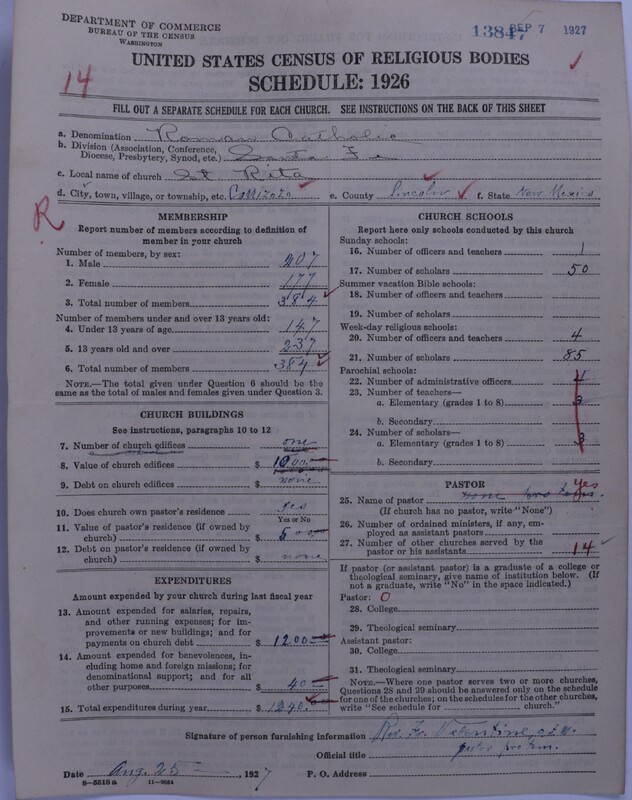 DEPARTMENT OF COMMERCE
BUREAU OF THE CENSUS
WASHINGTON
1384 SEP 7 1927
UNITED STATES CENSUS OF RELIGIOUS BODIES
SCHEDULE: 1926
14
FILL OUT A SEPARATE SCHEDULE FOR EACH CHURCH. SEE INSTRUCTIONS ON THE BACK OF THIS SHEET
a. Denomination Roman Catholic
b. Division (Association, Conference, Diocese, Presbytery, Synod, etc.) Santa Fe
c. Local name of church St Rita
d. City, town, village, or township, etc. Carrizozo e. County Lincoln f. State New Mexico
R
MEMBERSHIP
Report number of members according to definition of member in your church
Number of members, by sex:
1. Male 207
2. Female 177
3. Total number of members 384
Number of members under and over 13 years old:
4. Under 13 years of age 147
5. 13 years old and over 237
6. Total number of members 384
NOTE.—The total given under Question 6 should be the same as the total of males and females given under Question 3.
CHURCH BUILDINGS
See instructions, paragraphs 10 to 12
7. Number of church edifices one
8. Value of church edifices $
9. Debt on church edifices $ none
10. Does church own pastor's residence yes
Yes or No
11. Value of pastor's residence (if owned by church) $
12. Debt on pastor's residence (if owned by church) $ none
EXPENDITURES
Amount expended by your church during last fiscal year
13. Amount expended for salaries, repairs, and other running expenses; for improvements or new buildings; and for payments on church debt $ 1200
14. Amount expended for benevolences, including home and foreign missions; for denominational support; and for all other purposes $ 40
15. Total expenditures during year $ 1240
CHURCH SCHOOLS
Report here only schools conducted by this church
Sunday schools:
16. Number of officers and teachers 1
17. Number of scholars 50
Summer vacation Bible schools:
18. Number of officers and teachers
19. Number of scholars
Week-day religious schools:
20. Number of officers and teachers 4
21. Number of scholars 85
Parochial schools:
22. Number of administrative officers
23. Number of teachers—
a. Elementary (grades 1 to 8) 3
b. Secondary
24. Number of scholars—
a. Elementary (grades 1 to 8) 3
b. Secondary
PASTOR yes
25. Name of pastor none
(If church has no pastor, write "None")
26. Number of ordained ministers, if any, employed as assistant pastors
27. Number of other churches served by the pastor or his assistants 14
If pastor (or assistant pastor) is a graduate of a college or theological seminary, give name of institution below. (If not a graduate, write "No" in the space indicated.)
Pastor: 0
28. College
29. Theological seminary
Assistant pastor:
30. College
31. Theological seminary
NOTE.—Where one pastor serves two or more churches, Questions 28 and 29 should be answered only on the schedule for one of the churches; on the schedules for the other churches, write "See schedule for church."
Signature of person furnishing information Rev. Fr. Valentine
Official title pastor pro tem.
Date Aug. 25, 1927 P. O. Address
8—5518a 11—9884